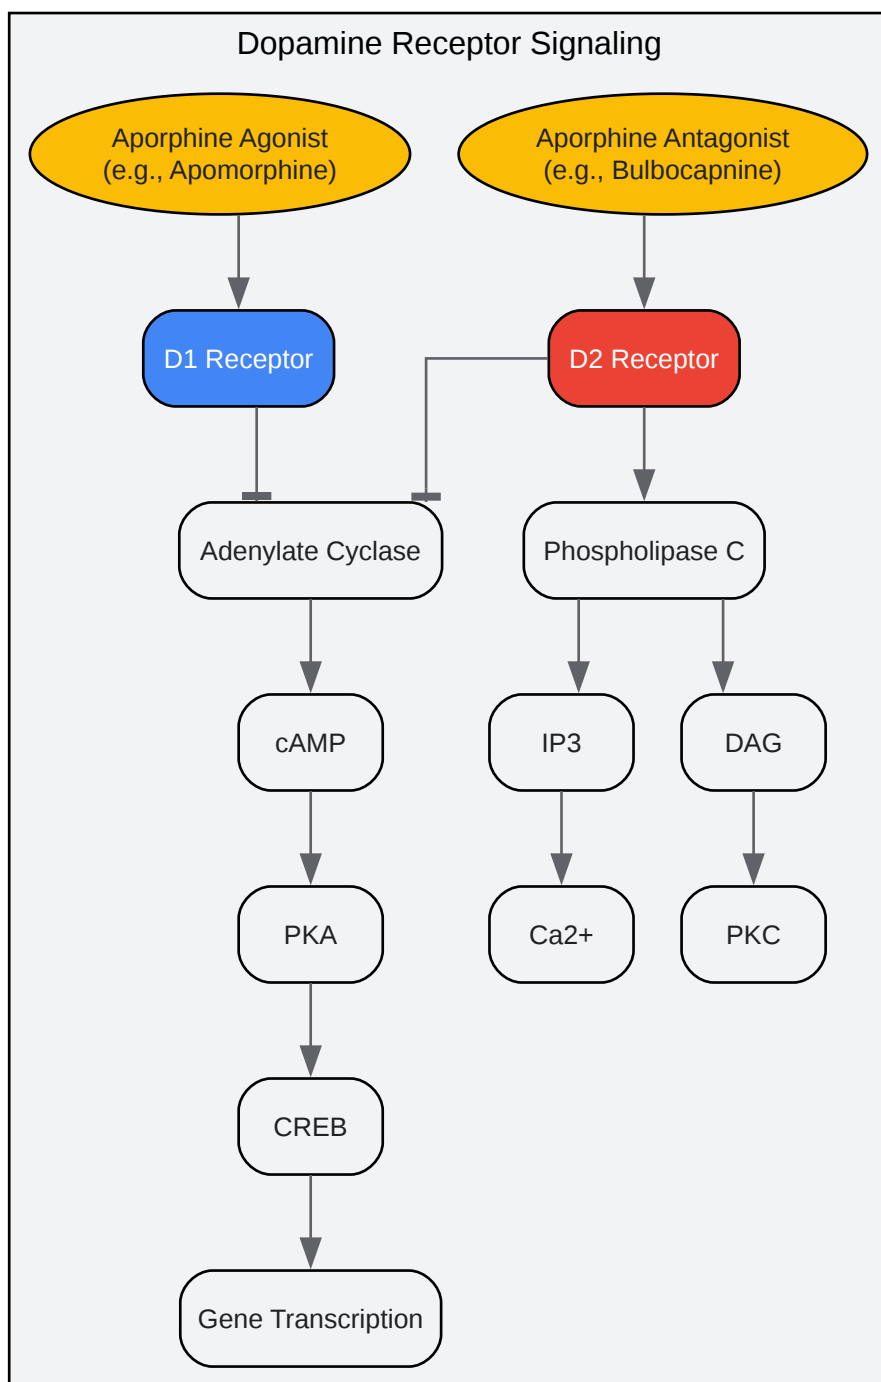 Dopamine Receptor Signaling
Aporphine Agonist
(e.g., Apomorphine)
Aporphine Antagonist
(e.g., Bulbocapnine)
D1 Receptor
D2 Receptor
Adenylate Cyclase
Phospholipase C
cAMP
IP3
DAG
PKA
Ca2+
PKC
CREB
Gene Transcription